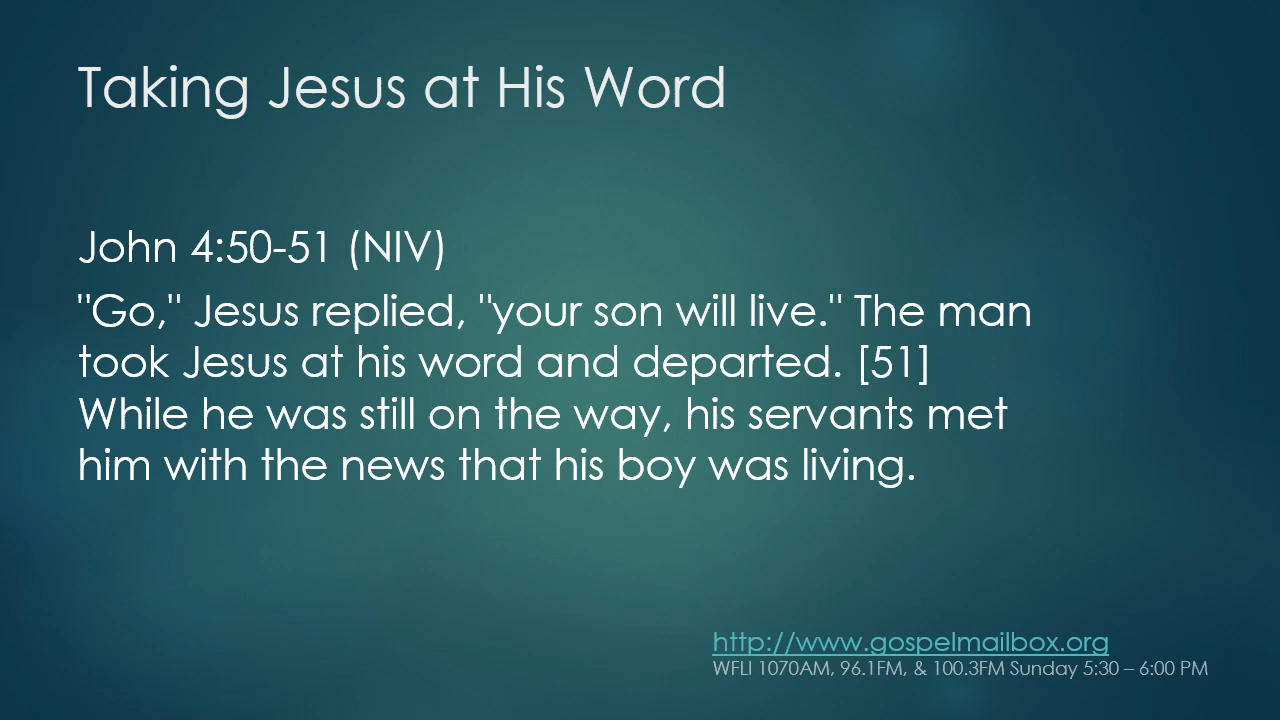 Taking Jesus at His Word
John 4:50-51 (NIV)
"Go," Jesus replied, "your son will live." The man
took Jesus at his word and departed. [51]
While he was still on the way, his servants met
him with the news that his boy was living.
http://www.gospelmailbox.org
WFLI 1070AM, 96.1FM, & 100.3FM Sunday 5:30 – 6:00 PM